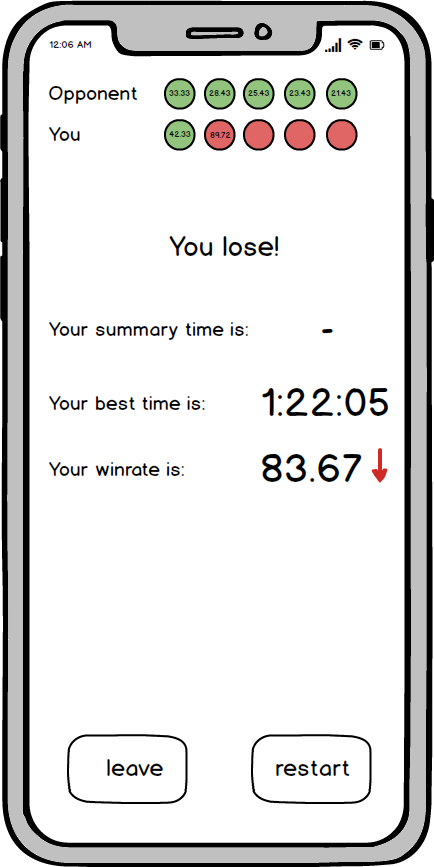 12:06 AM
Opponent 33.33 28.43 25.43 23.43 21.43
You 42.33 89.72
You lose!
Your summary time is: -
Your best time is: 1:22:05
Your winrate is: 83.67
leave restart